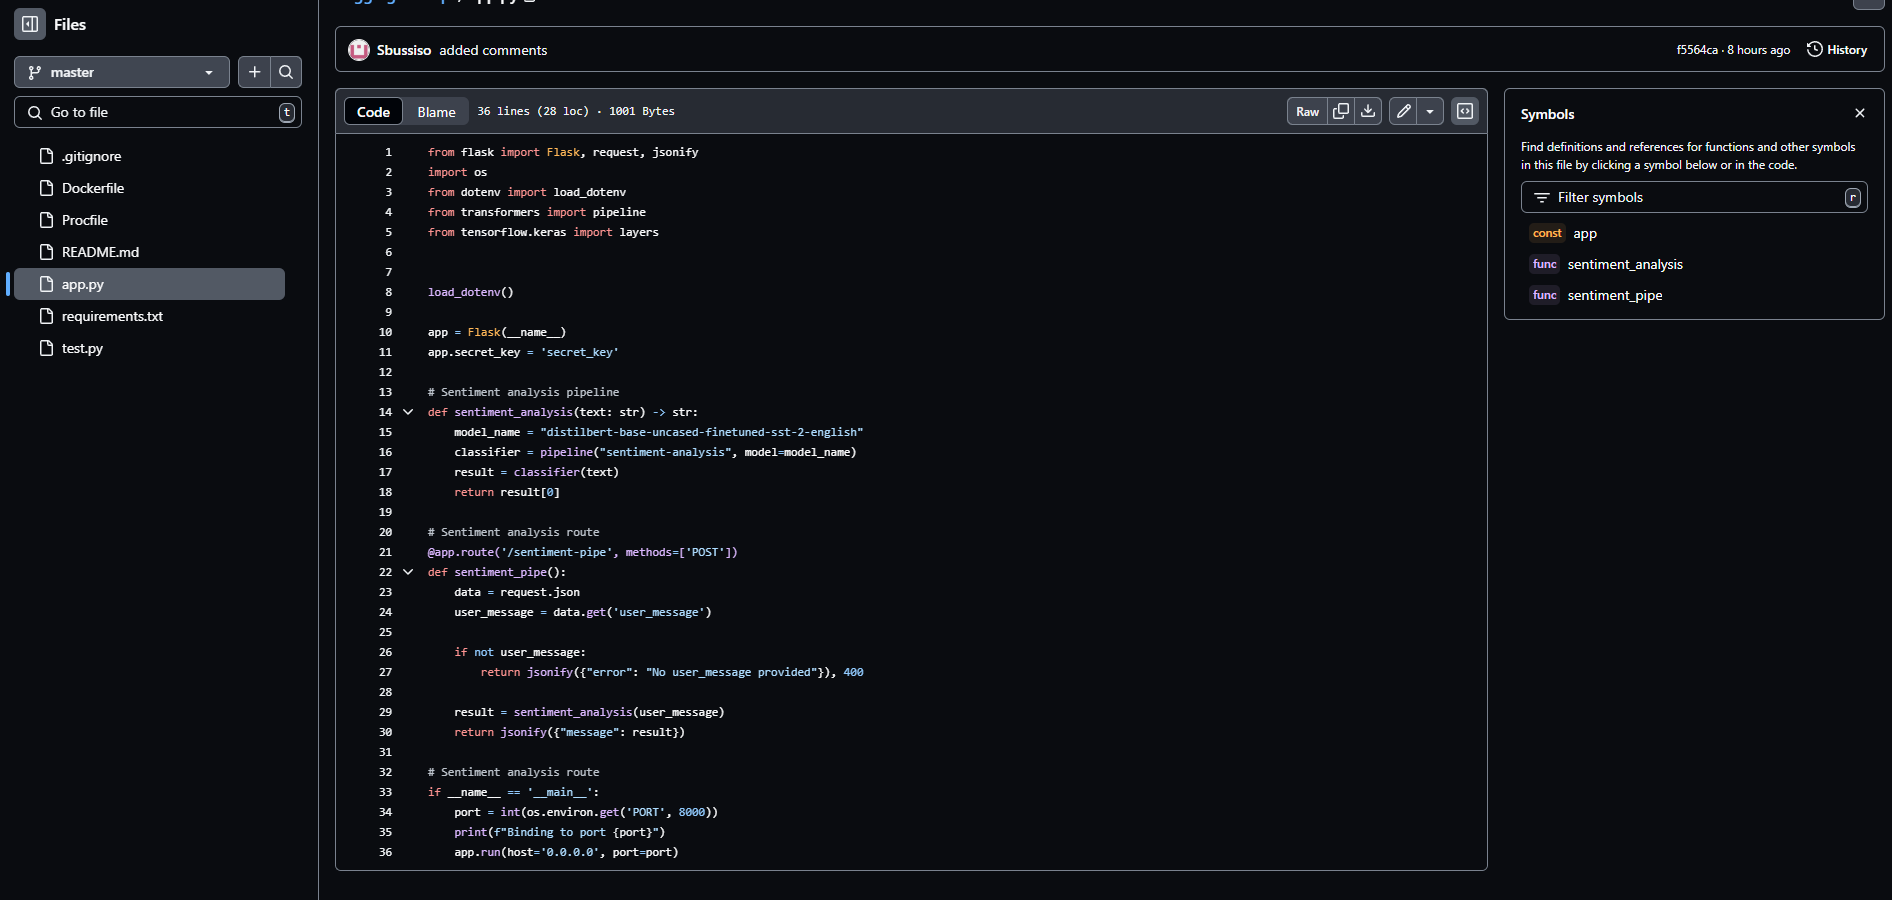 Files
master
Go to file
t
.gitignore
Dockerfile
Procfile
README.md
app.py
requirements.txt
test.py
Sbussiso added comments
f5564ca · 8 hours ago
History
Code
Blame
36 lines (28 loc) · 1001 Bytes
Raw
1 from flask import Flask, request, jsonify
2 import os
3 from dotenv import load_dotenv
4 from transformers import pipeline
5 from tensorflow.keras import layers
6
7
8 load_dotenv()
9
10 app = Flask(__name__)
11 app.secret_key = 'secret_key'
12
13 # Sentiment analysis pipeline
14 def sentiment_analysis(text: str) -> str:
15     model_name = "distilbert-base-uncased-finetuned-sst-2-english"
16     classifier = pipeline("sentiment-analysis", model=model_name)
17     result = classifier(text)
18     return result[0]
19
20 # Sentiment analysis route
21 @app.route('/sentiment-pipe', methods=['POST'])
22 def sentiment_pipe():
23     data = request.json
24     user_message = data.get('user_message')
25
26     if not user_message:
27         return jsonify({"error": "No user_message provided"}), 400
28
29     result = sentiment_analysis(user_message)
30     return jsonify({"message": result})
31
32 # Sentiment analysis route
33 if __name__ == '__main__':
34     port = int(os.environ.get('PORT', 8000))
35     print(f"Binding to port {port}")
36     app.run(host='0.0.0.0', port=port)
Symbols
Find definitions and references for functions and other symbols
in this file by clicking a symbol below or in the code.
Filter symbols
r
const app
func sentiment_analysis
func sentiment_pipe